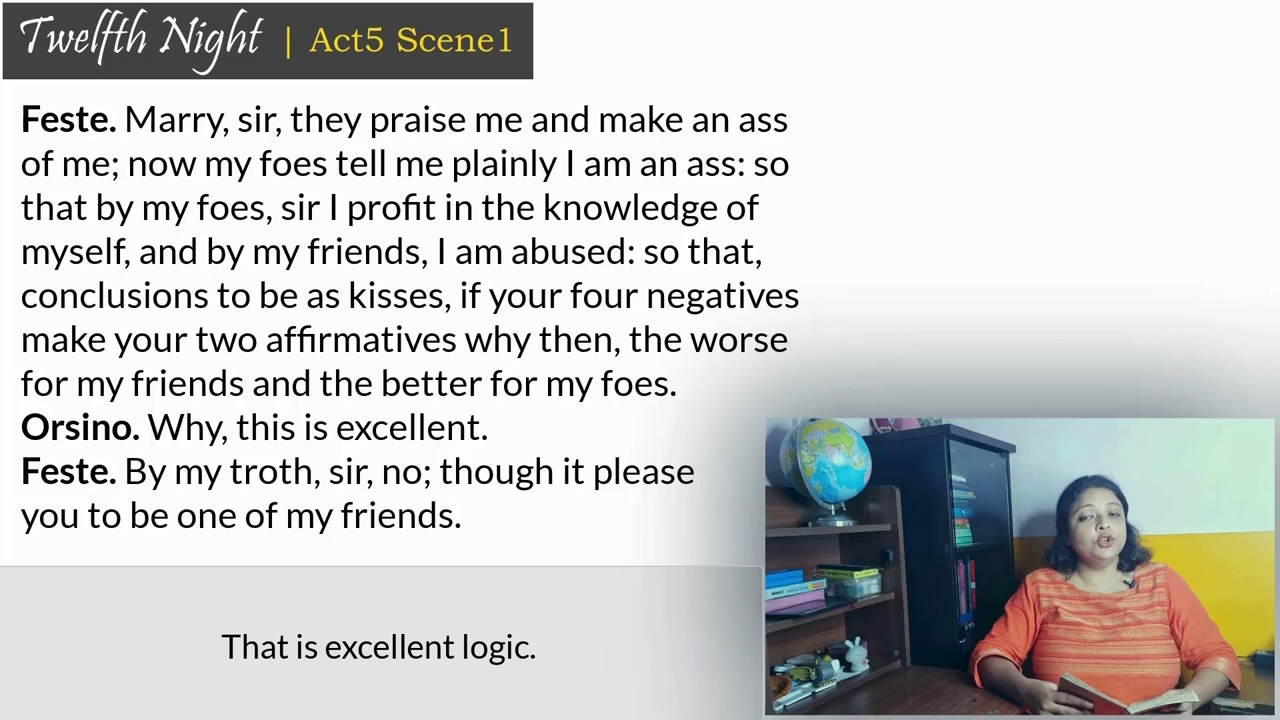 Twelfth Night | Act5 Scene1
Feste. Marry, sir, they praise me and make an ass
of me; now my foes tell me plainly I am an ass: so
that by my foes, sir I profit in the knowledge of
myself, and by my friends, I am abused: so that,
conclusions to be as kisses, if your four negatives
make your two affirmatives why then, the worse
for my friends and the better for my foes.
Orsino. Why, this is excellent.
Feste. By my troth, sir, no; though it please
you to be one of my friends.
That is excellent logic.